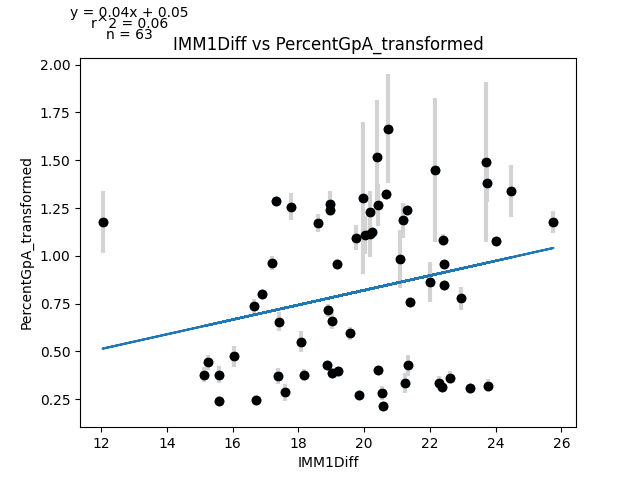 y = 0.04x + 0.05
r^2 = 0.06
n = 63
IMM1Diff vs PercentGpA_transformed
PercentGpA_transformed
2.00
1.75
1.50
1.25
1.00
0.75
0.50
0.25
12 14 16 18 20 22 24 26
IMM1Diff